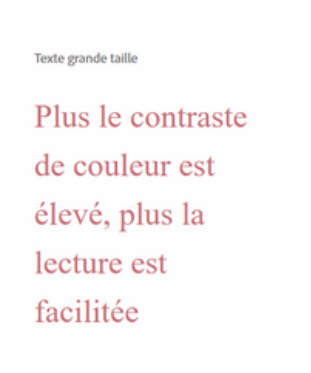 Texte grande taille
Plus le contraste
de couleur est
élevé, plus la
lecture est
facilitée